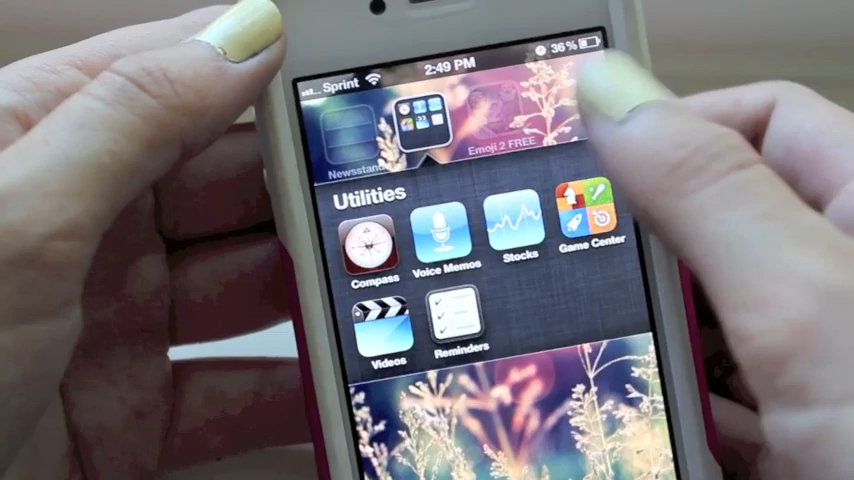 Sprint 2:49 PM 36%
Newsstand Emoji 2 FREE
Utilities
Compass Voice Memos Stocks Game Center
Videos Reminders